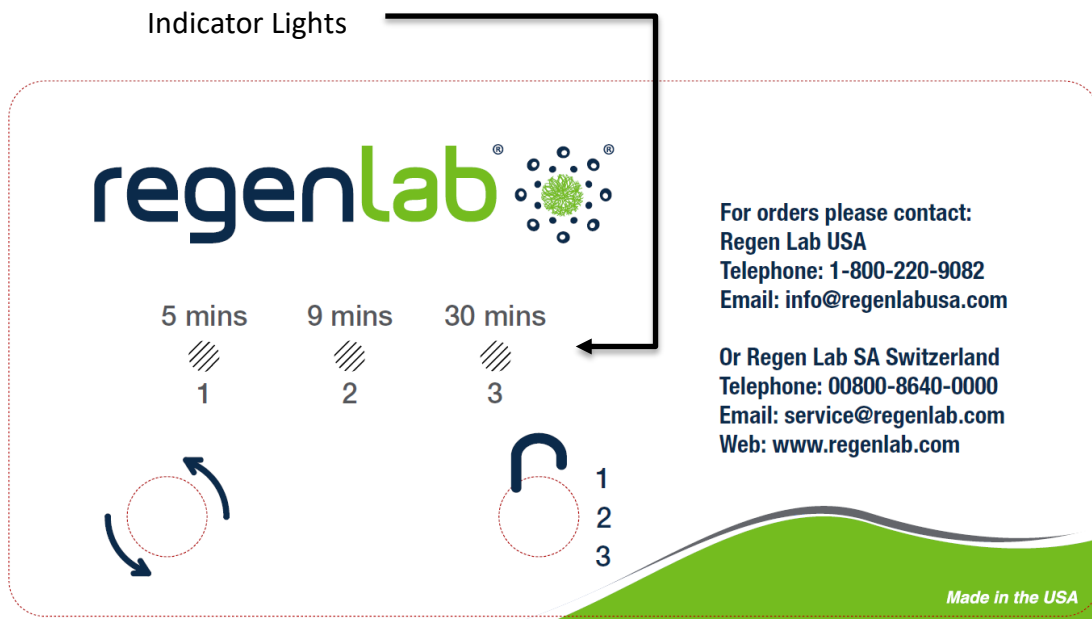 Indicator Lights
regenlab® ®
5 mins 9 mins 30 mins
1 2 3
1
2
3
For orders please contact:
Regen Lab USA
Telephone: 1-800-220-9082
Email: info@regenlabusa.com
Or Regen Lab SA Switzerland
Telephone: 00800-8640-0000
Email: service@regenlab.com
Web: www.regenlab.com
Made in the USA